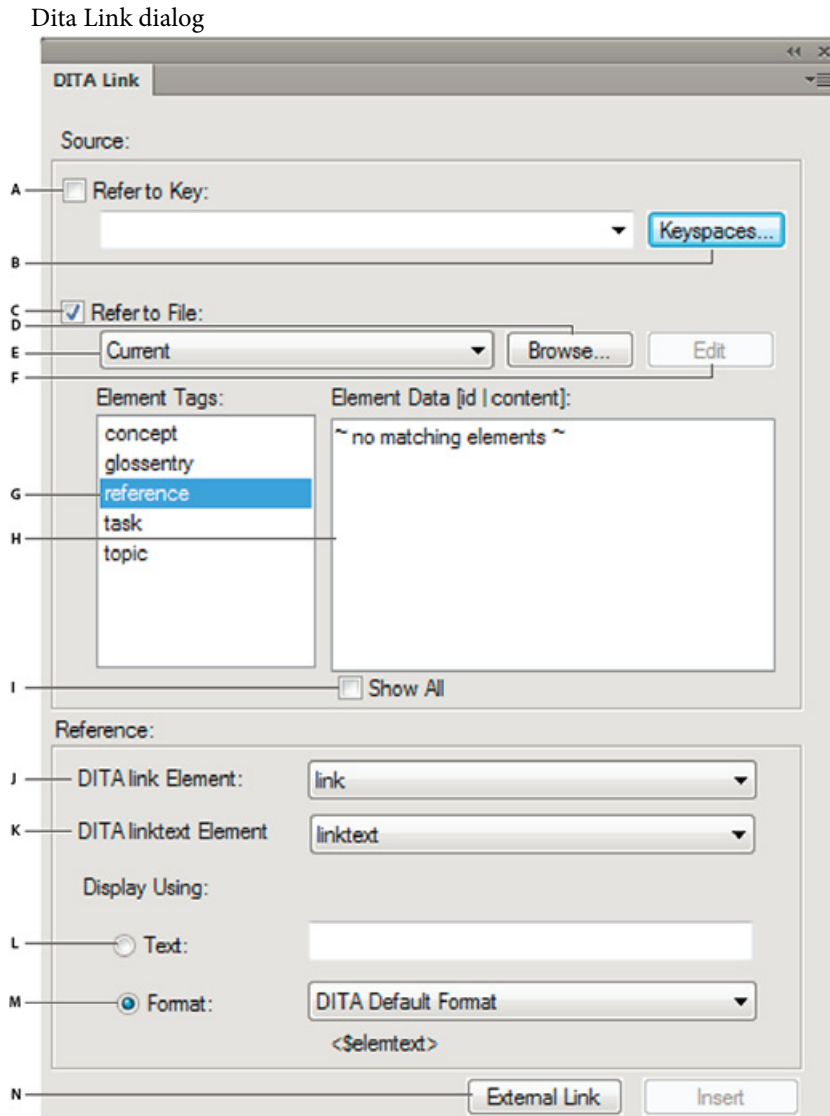 Dita Link dialog
DITA Link
Source:
A Refer to Key:
Keyspaces...
B
C Refer to File:
D
E Current Browse... Edit
F
Element Tags: Element Data [id | content]:
concept ~ no matching elements ~
glossentry
G reference
task
H
topic
I Show All
Reference:
J DITA link Element: link
K DITA linktext Element linktext
Display Using:
L Text:
M Format: DITA Default Format
<$elemtext>
N External Link Insert